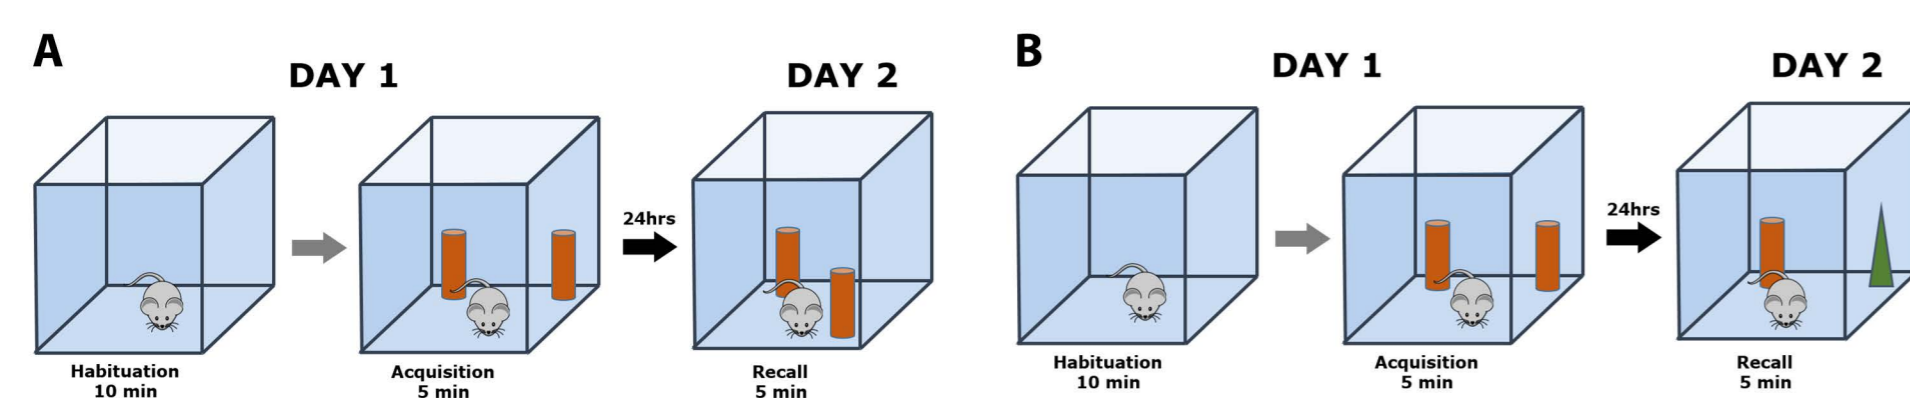 A
DAY 1
DAY 2
24hrs
Habituation
10 min
Acquisition
5 min
Recall
5 min
B
DAY 1
DAY 2
24hrs
Habituation
10 min
Acquisition
5 min
Recall
5 min